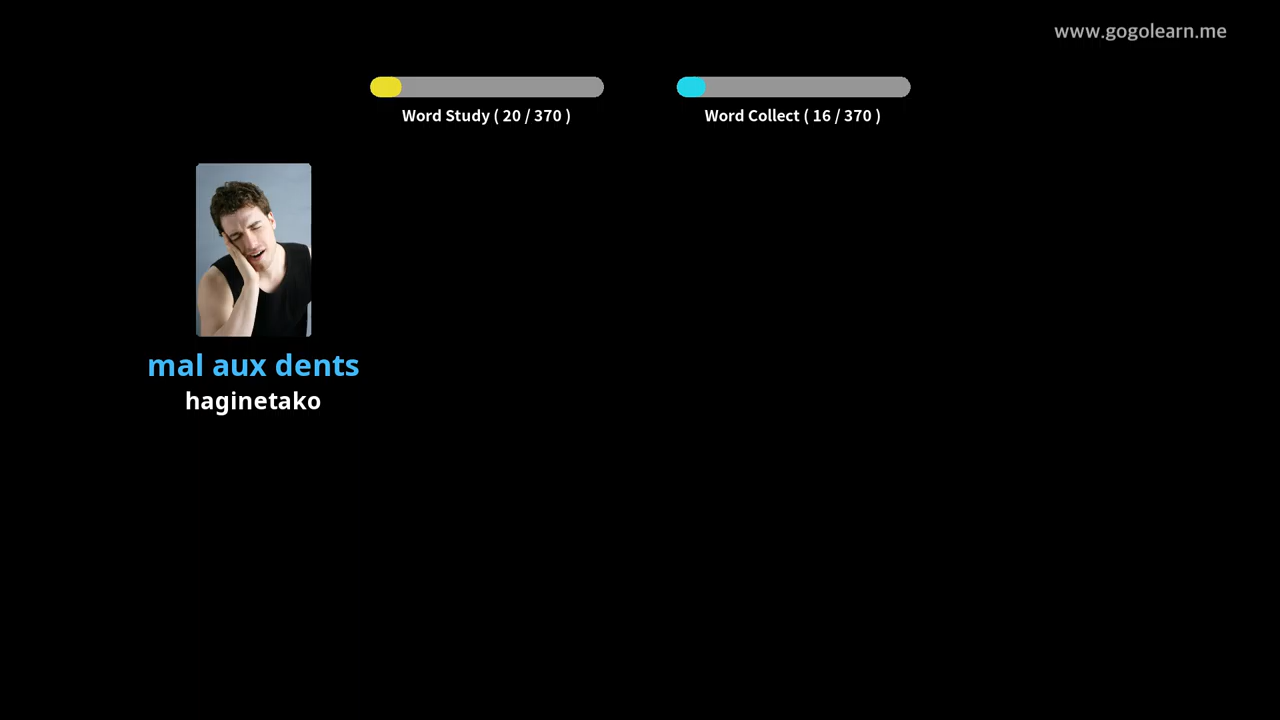 www.gogolearn.me
Word Study ( 20 / 370 )
Word Collect ( 16 / 370 )
mal aux dents
haginetako